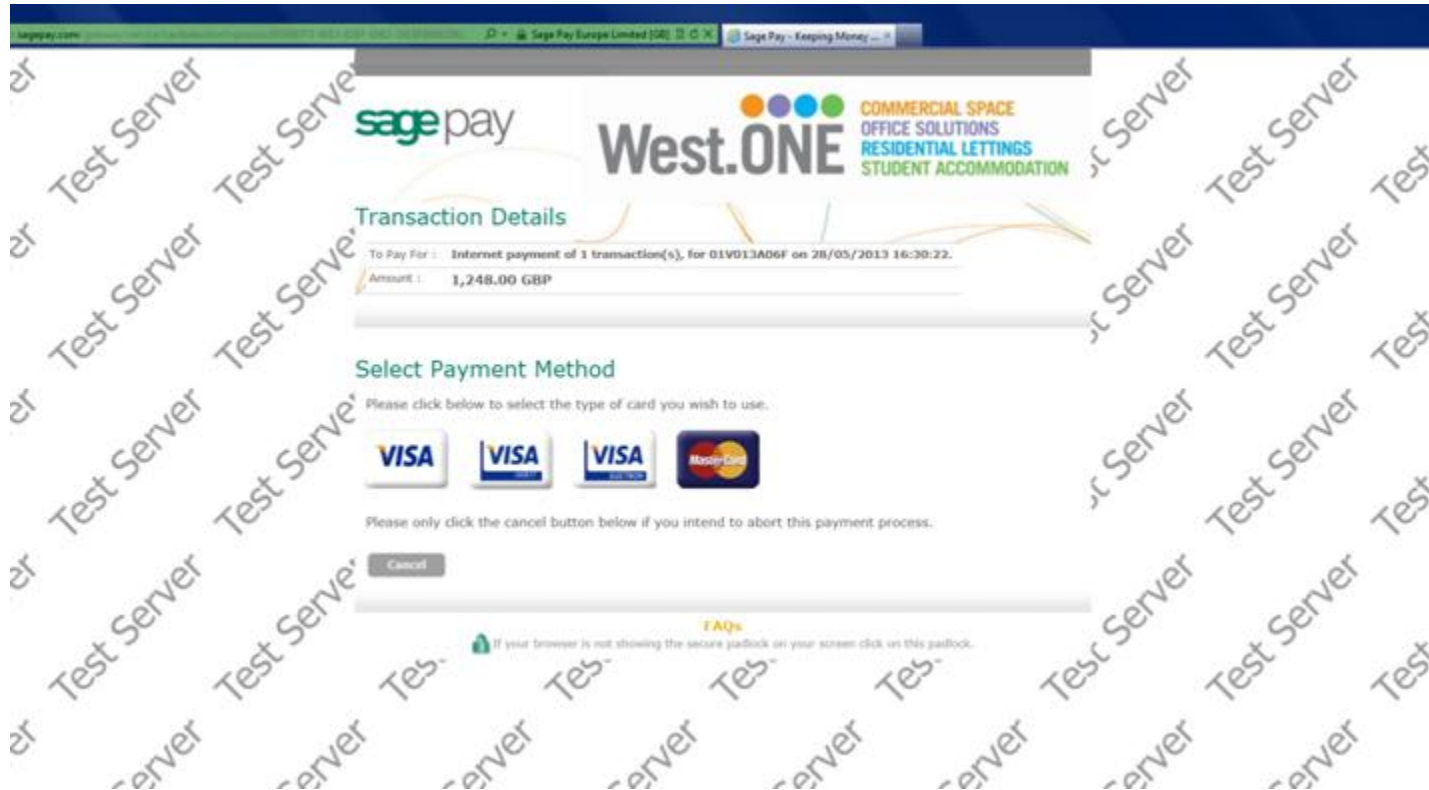 sagepay.com
Sage Pay Europe Limited [GB]
Sage Pay - Keeping Money ...
sage pay
West.ONE
COMMERCIAL SPACE
OFFICE SOLUTIONS
RESIDENTIAL LETTINGS
STUDENT ACCOMMODATION
Transaction Details
To Pay For : Internet payment of 1 transaction(s), for 01V013A06F on 28/05/2013 16:30:22.
Amount : 1,248.00 GBP
Select Payment Method
Please click below to select the type of card you wish to use.
VISA VISA DEBIT VISA ELECTRON MasterCard
Please only click the cancel button below if you intend to abort this payment process.
Cancel
FAQs
If your browser is not showing the secure padlock on your screen click on this padlock.
Test Server